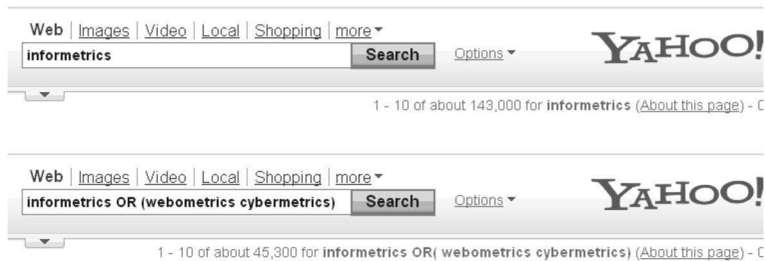 Web | Images | Video | Local | Shopping | more
informetrics Search Options YAHOO!
1 - 10 of about 143,000 for informetrics (About this page) -
Web | Images | Video | Local | Shopping | more
informetrics OR (webometrics cybermetrics) Search Options YAHOO!
1 - 10 of about 45,300 for informetrics OR( webometrics cybermetrics) (About this page) -